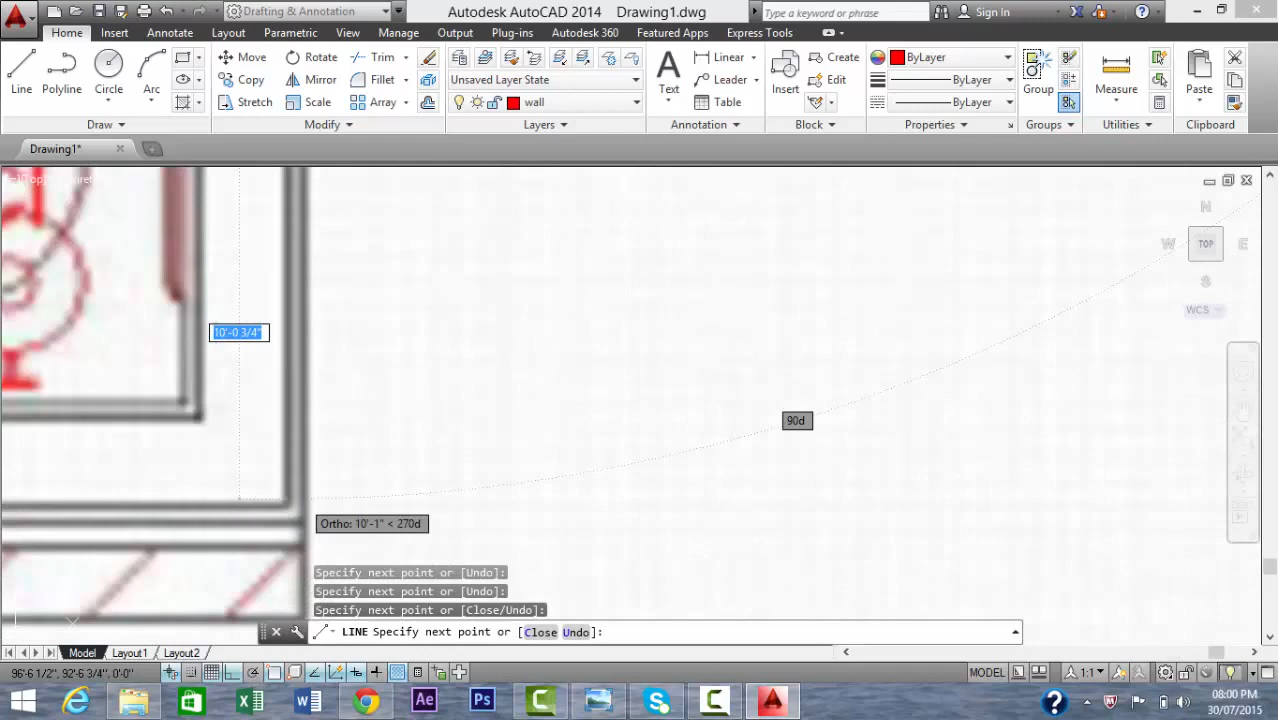 Drafting & Annotation
Autodesk AutoCAD 2014 Drawing1.dwg
Type a keyword or phrase
Sign In
Home Insert Annotate Layout Parametric View Manage Output Plug-ins Autodesk 360 Featured Apps Express Tools
Line Polyline Circle Arc
Move Rotate Trim
Copy Mirror Fillet
Stretch Scale Array
Unsaved Layer State
wall
Text
Linear
Leader
Table
Insert
Create
Edit
ByLayer
ByLayer
ByLayer
Group
Measure
Paste
Draw Modify Layers Annotation Block Properties Groups Utilities Clipboard
Drawing1*
N
W TOP E
S
WCS
10'-0 3/4"
90d
Ortho: 10'-1" < 270d
Specify next point or [Undo]:
Specify next point or [Undo]:
Specify next point or [Close/Undo]:
LINE Specify next point or [Close Undo]:
Model Layout1 Layout2
96'-6 1/2", 92'-6 3/4", 0'-0"
MODEL
1:1
Ae
Ps
08:00 PM
30/07/2015